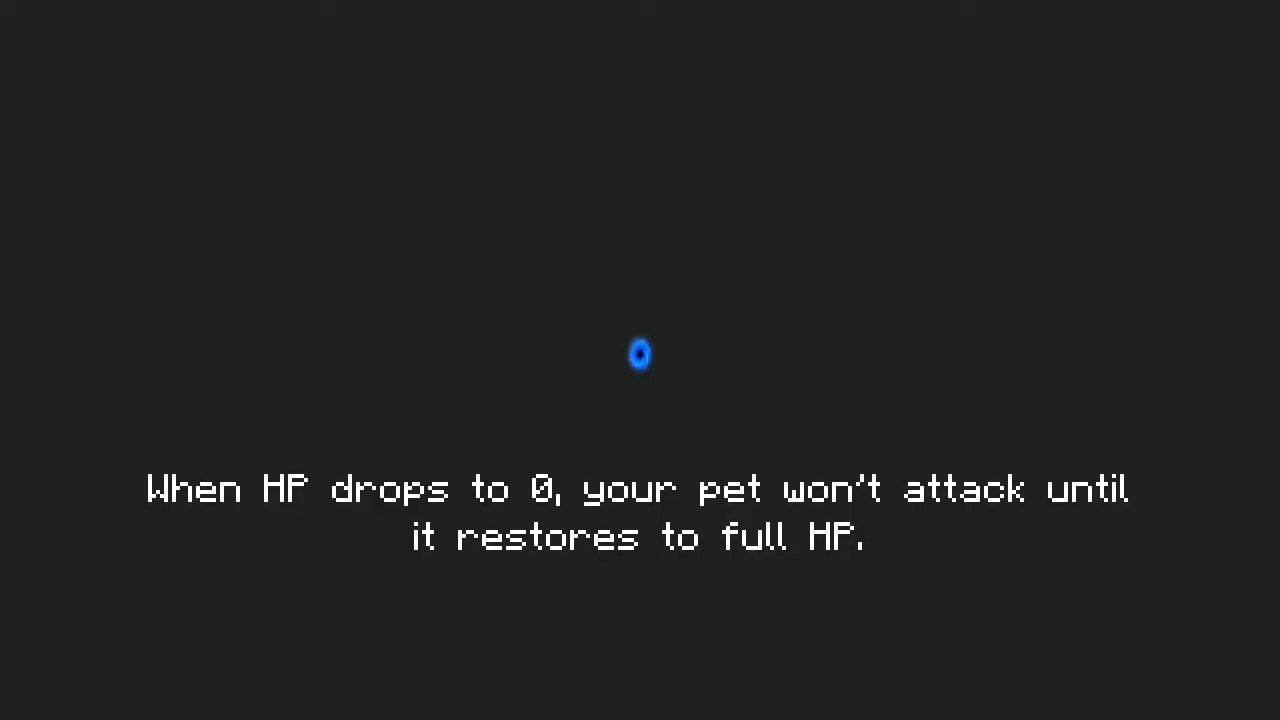 When HP drops to 0, your pet won't attack until
it restores to full HP.